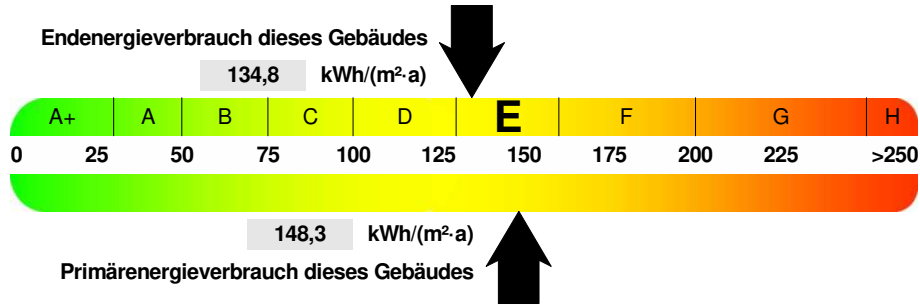 Endenergieverbrauch dieses Gebäudes
134,8 kWh/(m²·a)
A+ A B C D E F G H
0 25 50 75 100 125 150 175 200 225 >250
148,3 kWh/(m²·a)
Primärenergieverbrauch dieses Gebäudes